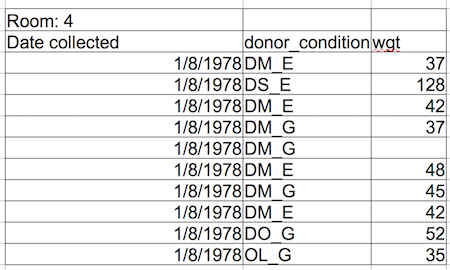 Room: 4
Date collected donor_condition wgt
1/8/1978 DM_E 37
1/8/1978 DS_E 128
1/8/1978 DM_E 42
1/8/1978 DM_G 37
1/8/1978 DM_G
1/8/1978 DM_E 48
1/8/1978 DM_G 45
1/8/1978 DM_E 42
1/8/1978 DO_G 52
1/8/1978 OL_G 35